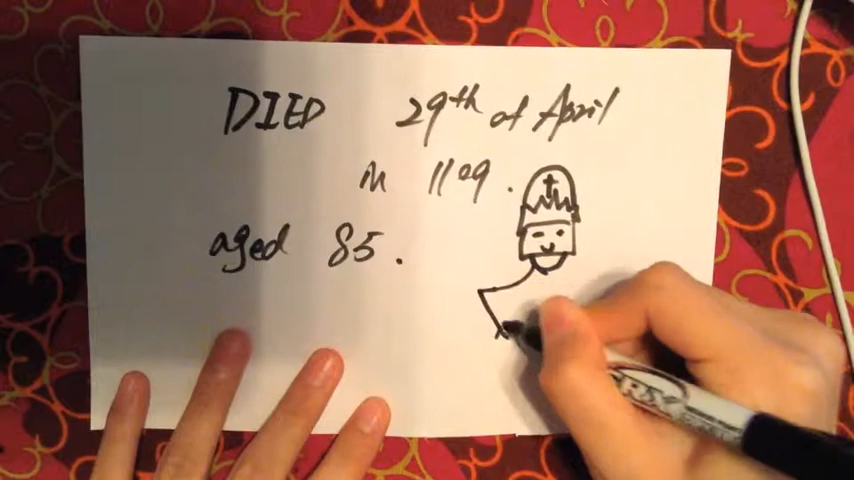 DIED 29th of April
in 1109.
aged 85.